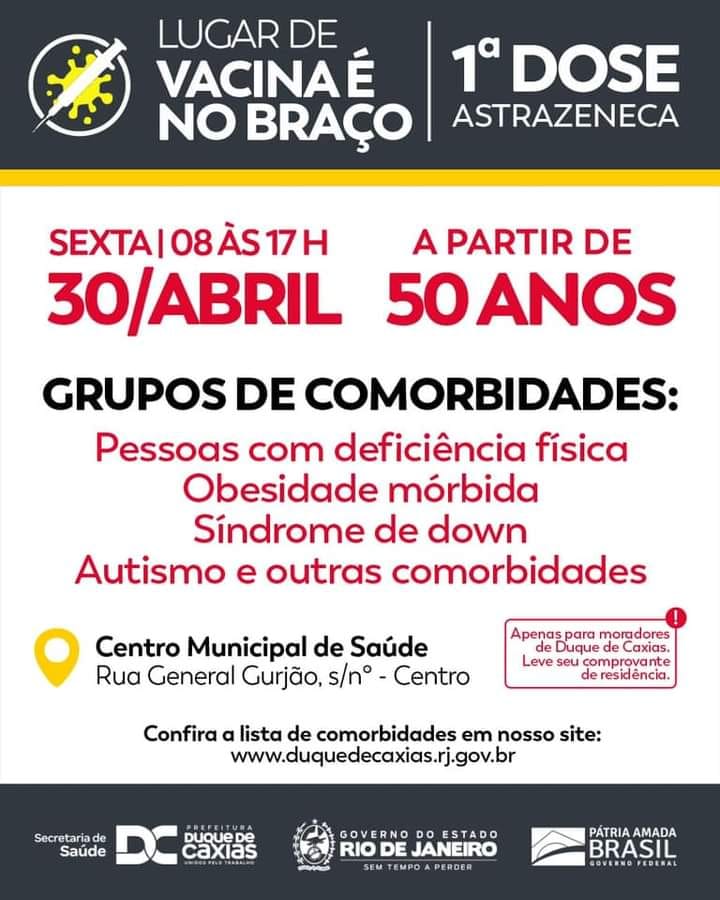 LUGAR DE
VACINA É
NO BRAÇO
1ª DOSE
ASTRAZENECA
SEXTA | 08 ÀS 17 H
30/ABRIL
A PARTIR DE
50 ANOS
GRUPOS DE COMORBIDADES:
Pessoas com deficiência física
Obesidade mórbida
Síndrome de down
Autismo e outras comorbidades
Centro Municipal de Saúde
Rua General Gurjão, s/nº - Centro
!
Apenas para moradores
de Duque de Caxias.
Leve seu comprovante
de residência.
Confira a lista de comorbidades em nosso site:
www.duquedecaxias.rj.gov.br
Secretaria de
Saúde
DC
PREFEITURA
DUQUE DE
CAXIAS
UNIDOS PELO TRABALHO
GOVERNO DO ESTADO
RIO DE JANEIRO
SEM TEMPO A PERDER
PÁTRIA AMADA
BRASIL
GOVERNO FEDERAL